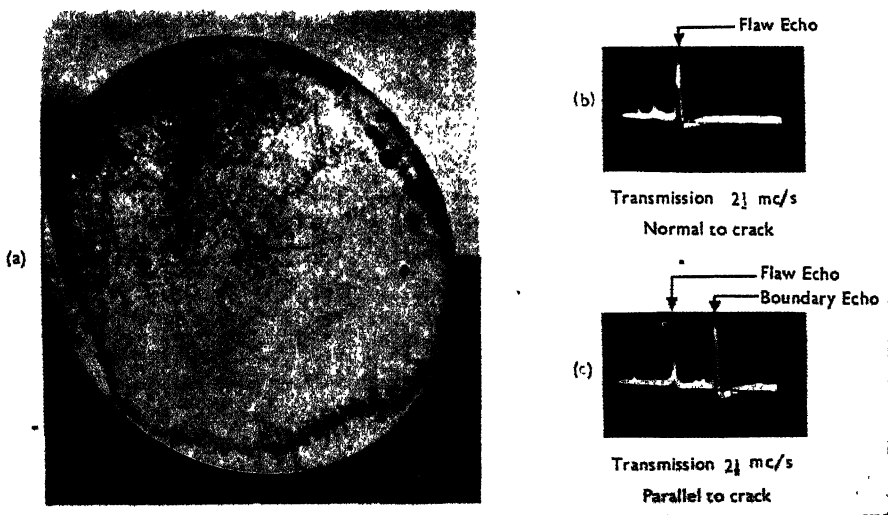 Flaw Echo
(b)
Transmission 2½ mc/s
Normal to crack
(a)
Flaw Echo
Boundary Echo
(c)
Transmission 2½ mc/s
Parallel to crack